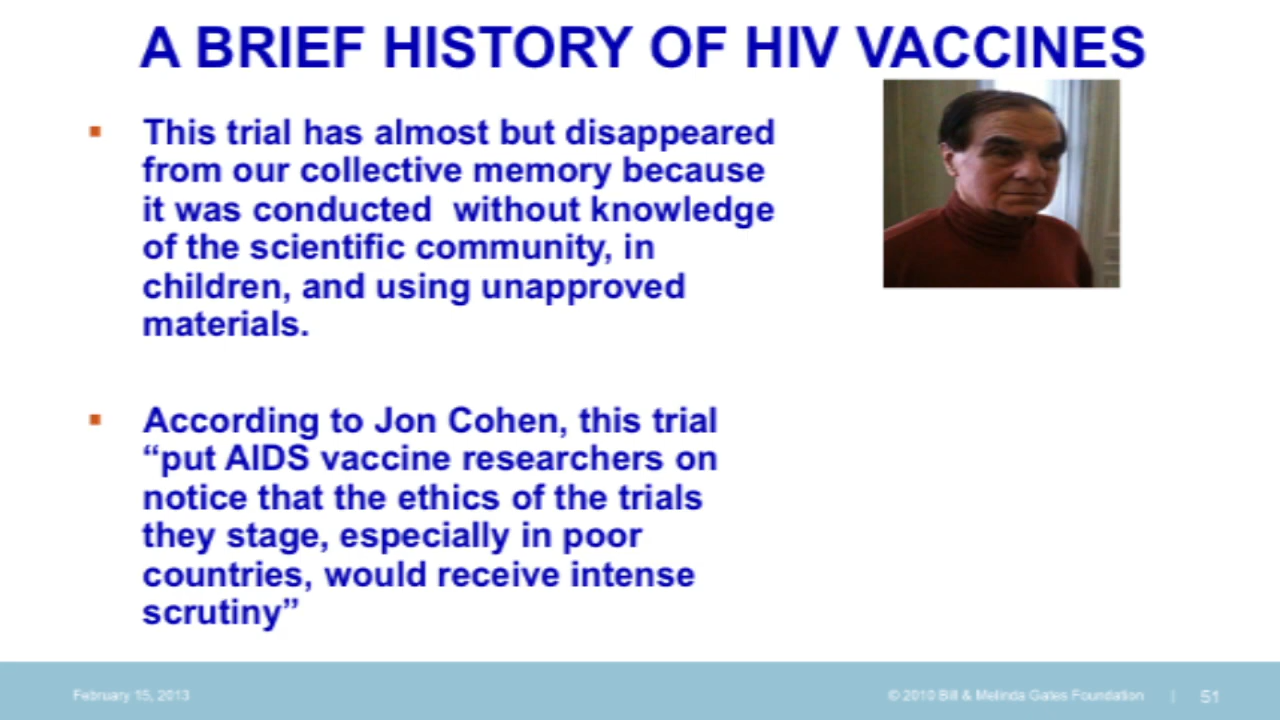 A BRIEF HISTORY OF HIV VACCINES
This trial has almost but disappeared
from our collective memory because
it was conducted  without knowledge
of the scientific community, in
children, and using unapproved
materials.
According to Jon Cohen, this trial
“put AIDS vaccine researchers on
notice that the ethics of the trials
they stage, especially in poor
countries, would receive intense
scrutiny”
February 15, 2013
© 2010 Bill & Melinda Gates Foundation | 51